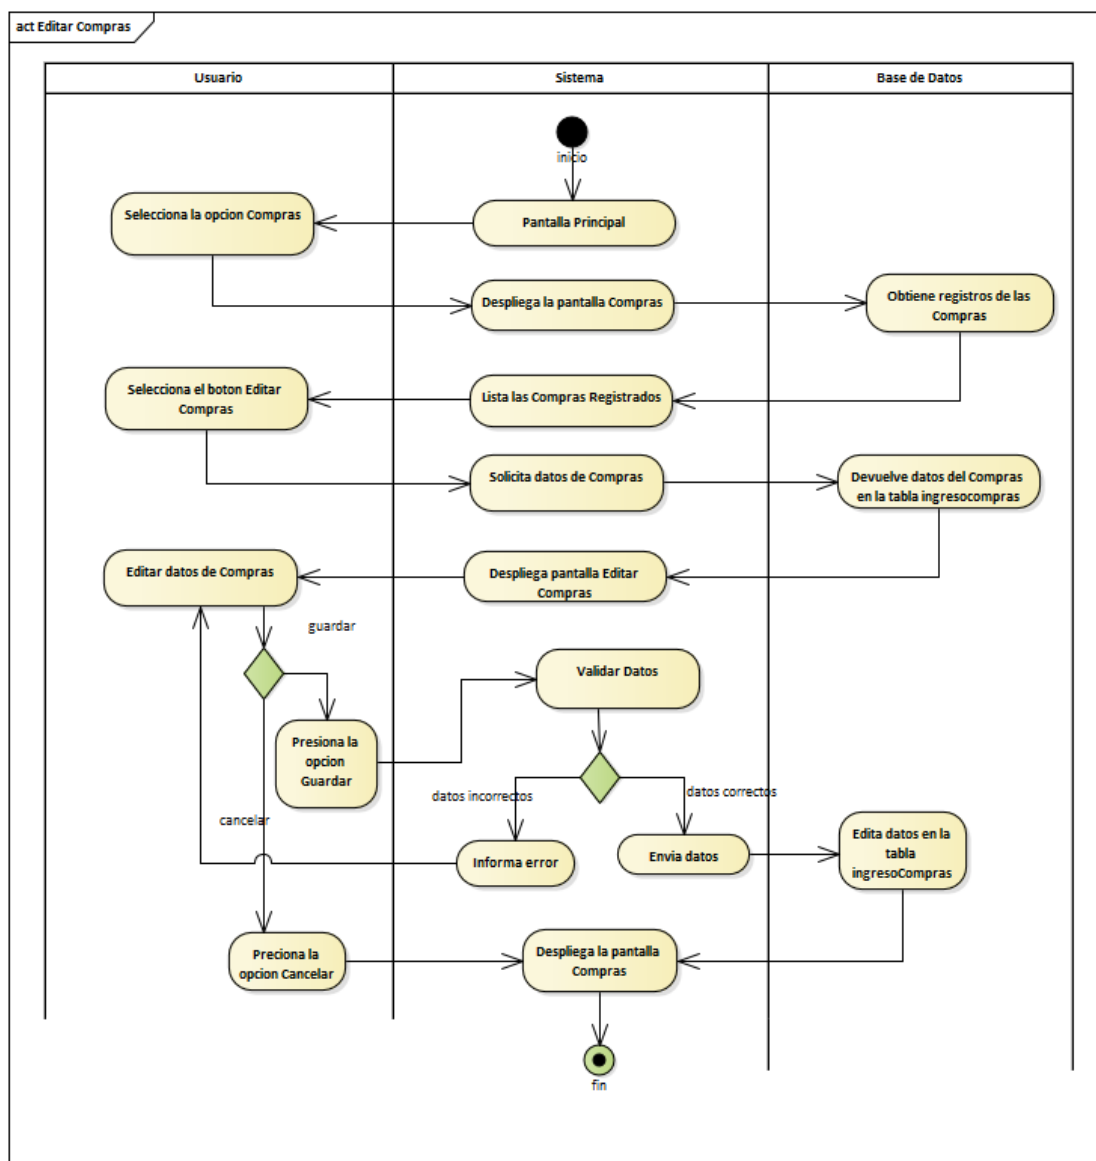 act Editar Compras
Usuario
Sistema
Base de Datos
inicio
Selecciona la opcion Compras
Pantalla Principal
Despliega la pantalla Compras
Obtiene registros de las
Compras
Selecciona el boton Editar
Compras
Lista las Compras Registrados
Solicita datos de Compras
Devuelve datos del Compras
en la tabla ingresocompras
Editar datos de Compras
Despliega pantalla Editar
Compras
guardar
Validar Datos
Presiona la
opcion
Guardar
datos incorrectos
datos correctos
cancelar
Informa error
Envia datos
Edita datos en la
tabla
ingresoCompras
Preciona la
opcion Cancelar
Despliega la pantalla
Compras
fin